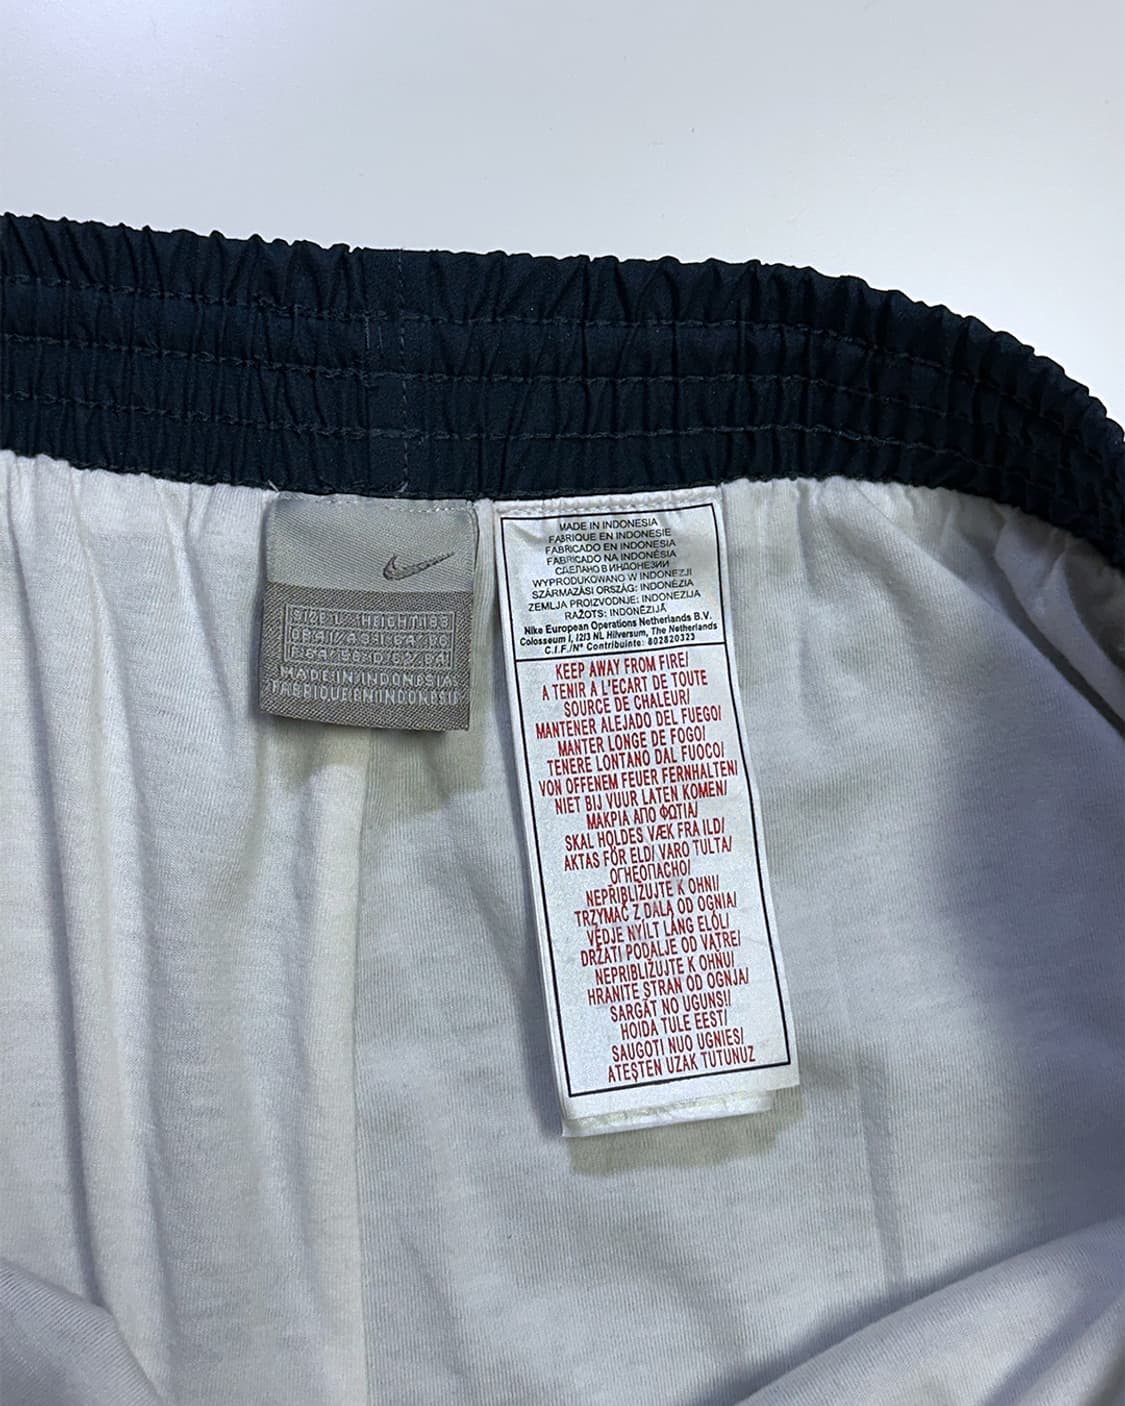 SIZE L HEIGHT183
MADE IN INDONESIA
FABRIQUE EN INDONESIE
MADE IN INDONESIA
FABRIQUE EN INDONESIE
FABRICADO EN INDONESIA
FABRICADO NA INDONÉSIA
СДЕЛАНО В ИНДОНЕЗИИ
WYPRODUKOWANO W INDONEZJI
SZÁRMAZÁSI ORSZÁG: INDONÉZIA
ZEMLJA PROIZVODNJE: INDONEZIJA
RAŽOTS: INDONĒZIJĀ
Nike European Operations Netherlands B.V.
Colosseum 1, 1213 NL Hilversum, The Netherlands
C.I.F./N° Contribuinte: 802820323
KEEP AWAY FROM FIRE/
A TENIR A L'ECART DE TOUTE
SOURCE DE CHALEUR/
MANTENER ALEJADO DEL FUEGO/
MANTER LONGE DE FOGO/
TENERE LONTANO DAL FUOCO/
VON OFFENEM FEUER FERNHALTEN/
NIET BIJ VUUR LATEN KOMEN/
ΜΑΚΡΙΑ ΑΠΟ ΦΩΤΙΑ/
SKAL HOLDES VÆK FRA ILD/
AKTAS FÖR ELD/ VARO TULTA/
ОГНЕОПАСНО/
NEPŘIBLIŽUJTE K OHNI/
TRZYMAĆ Z DALA OD OGNIA/
VÉDJE NYÍLT LÁNG ELŐL/
DRŽATI PODALJE OD VATRE/
NEPRIBLIŽUJTE K OHŇU/
HRANITE STRAN OD OGNJA/
SARGĀT NO UGUNS!/
HOIDA TULE EEST/
SAUGOTI NUO UGNIES/
ATEŞTEN UZAK TUTUNUZ